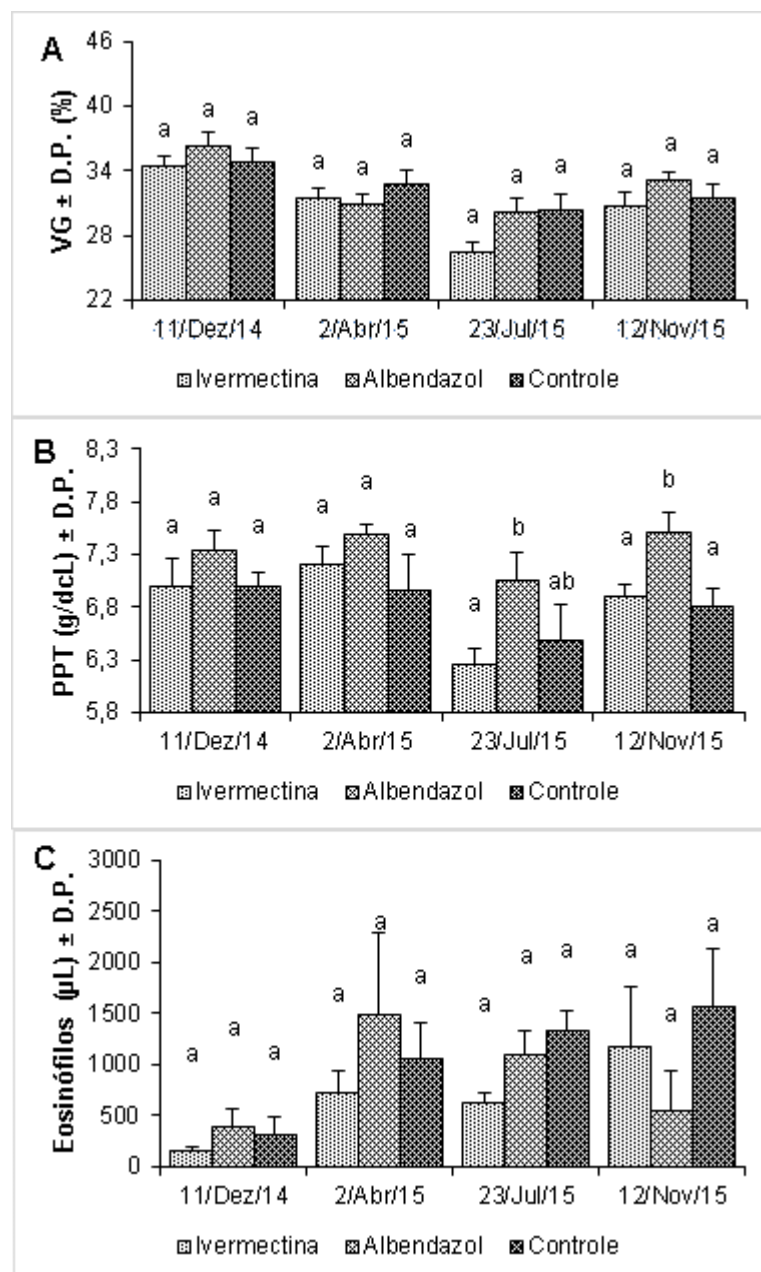 A
VG ± D.P. (%)
46
40
34
28
22
a a a a a a a a a a a a
11/Dez/14 2/Abr/15 23/Jul/15 12/Nov/15
Ivermectina Albendazol Controle
B
PPT (g/dcL) ± D.P.
8,3
7,8
7,3
6,8
6,3
5,8
a a a a a a a b ab a b a
11/Dez/14 2/Abr/15 23/Jul/15 12/Nov/15
Ivermectina Albendazol Controle
C
Eosinófilos (µL) ± D.P.
3000
2500
2000
1500
1000
500
0
a a a a a a a a a a a a
11/Dez/14 2/Abr/15 23/Jul/15 12/Nov/15
Ivermectina Albendazol Controle